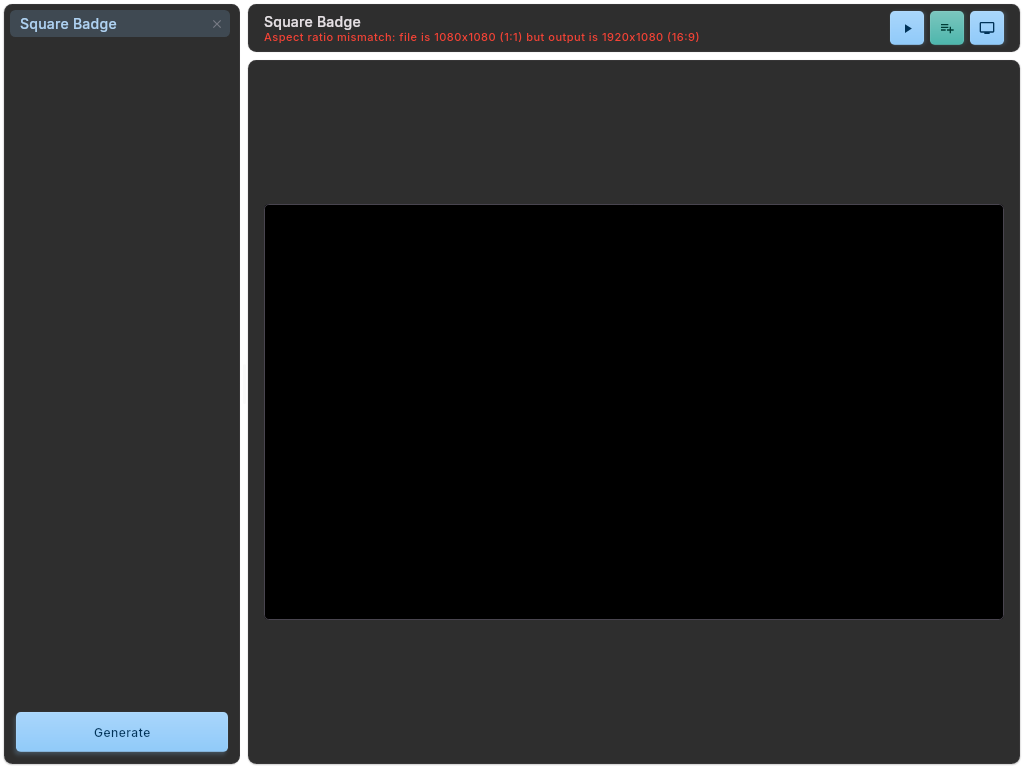 Square Badge
Square Badge
Aspect ratio mismatch: file is 1080x1080 (1:1) but output is 1920x1080 (16:9)
Generate